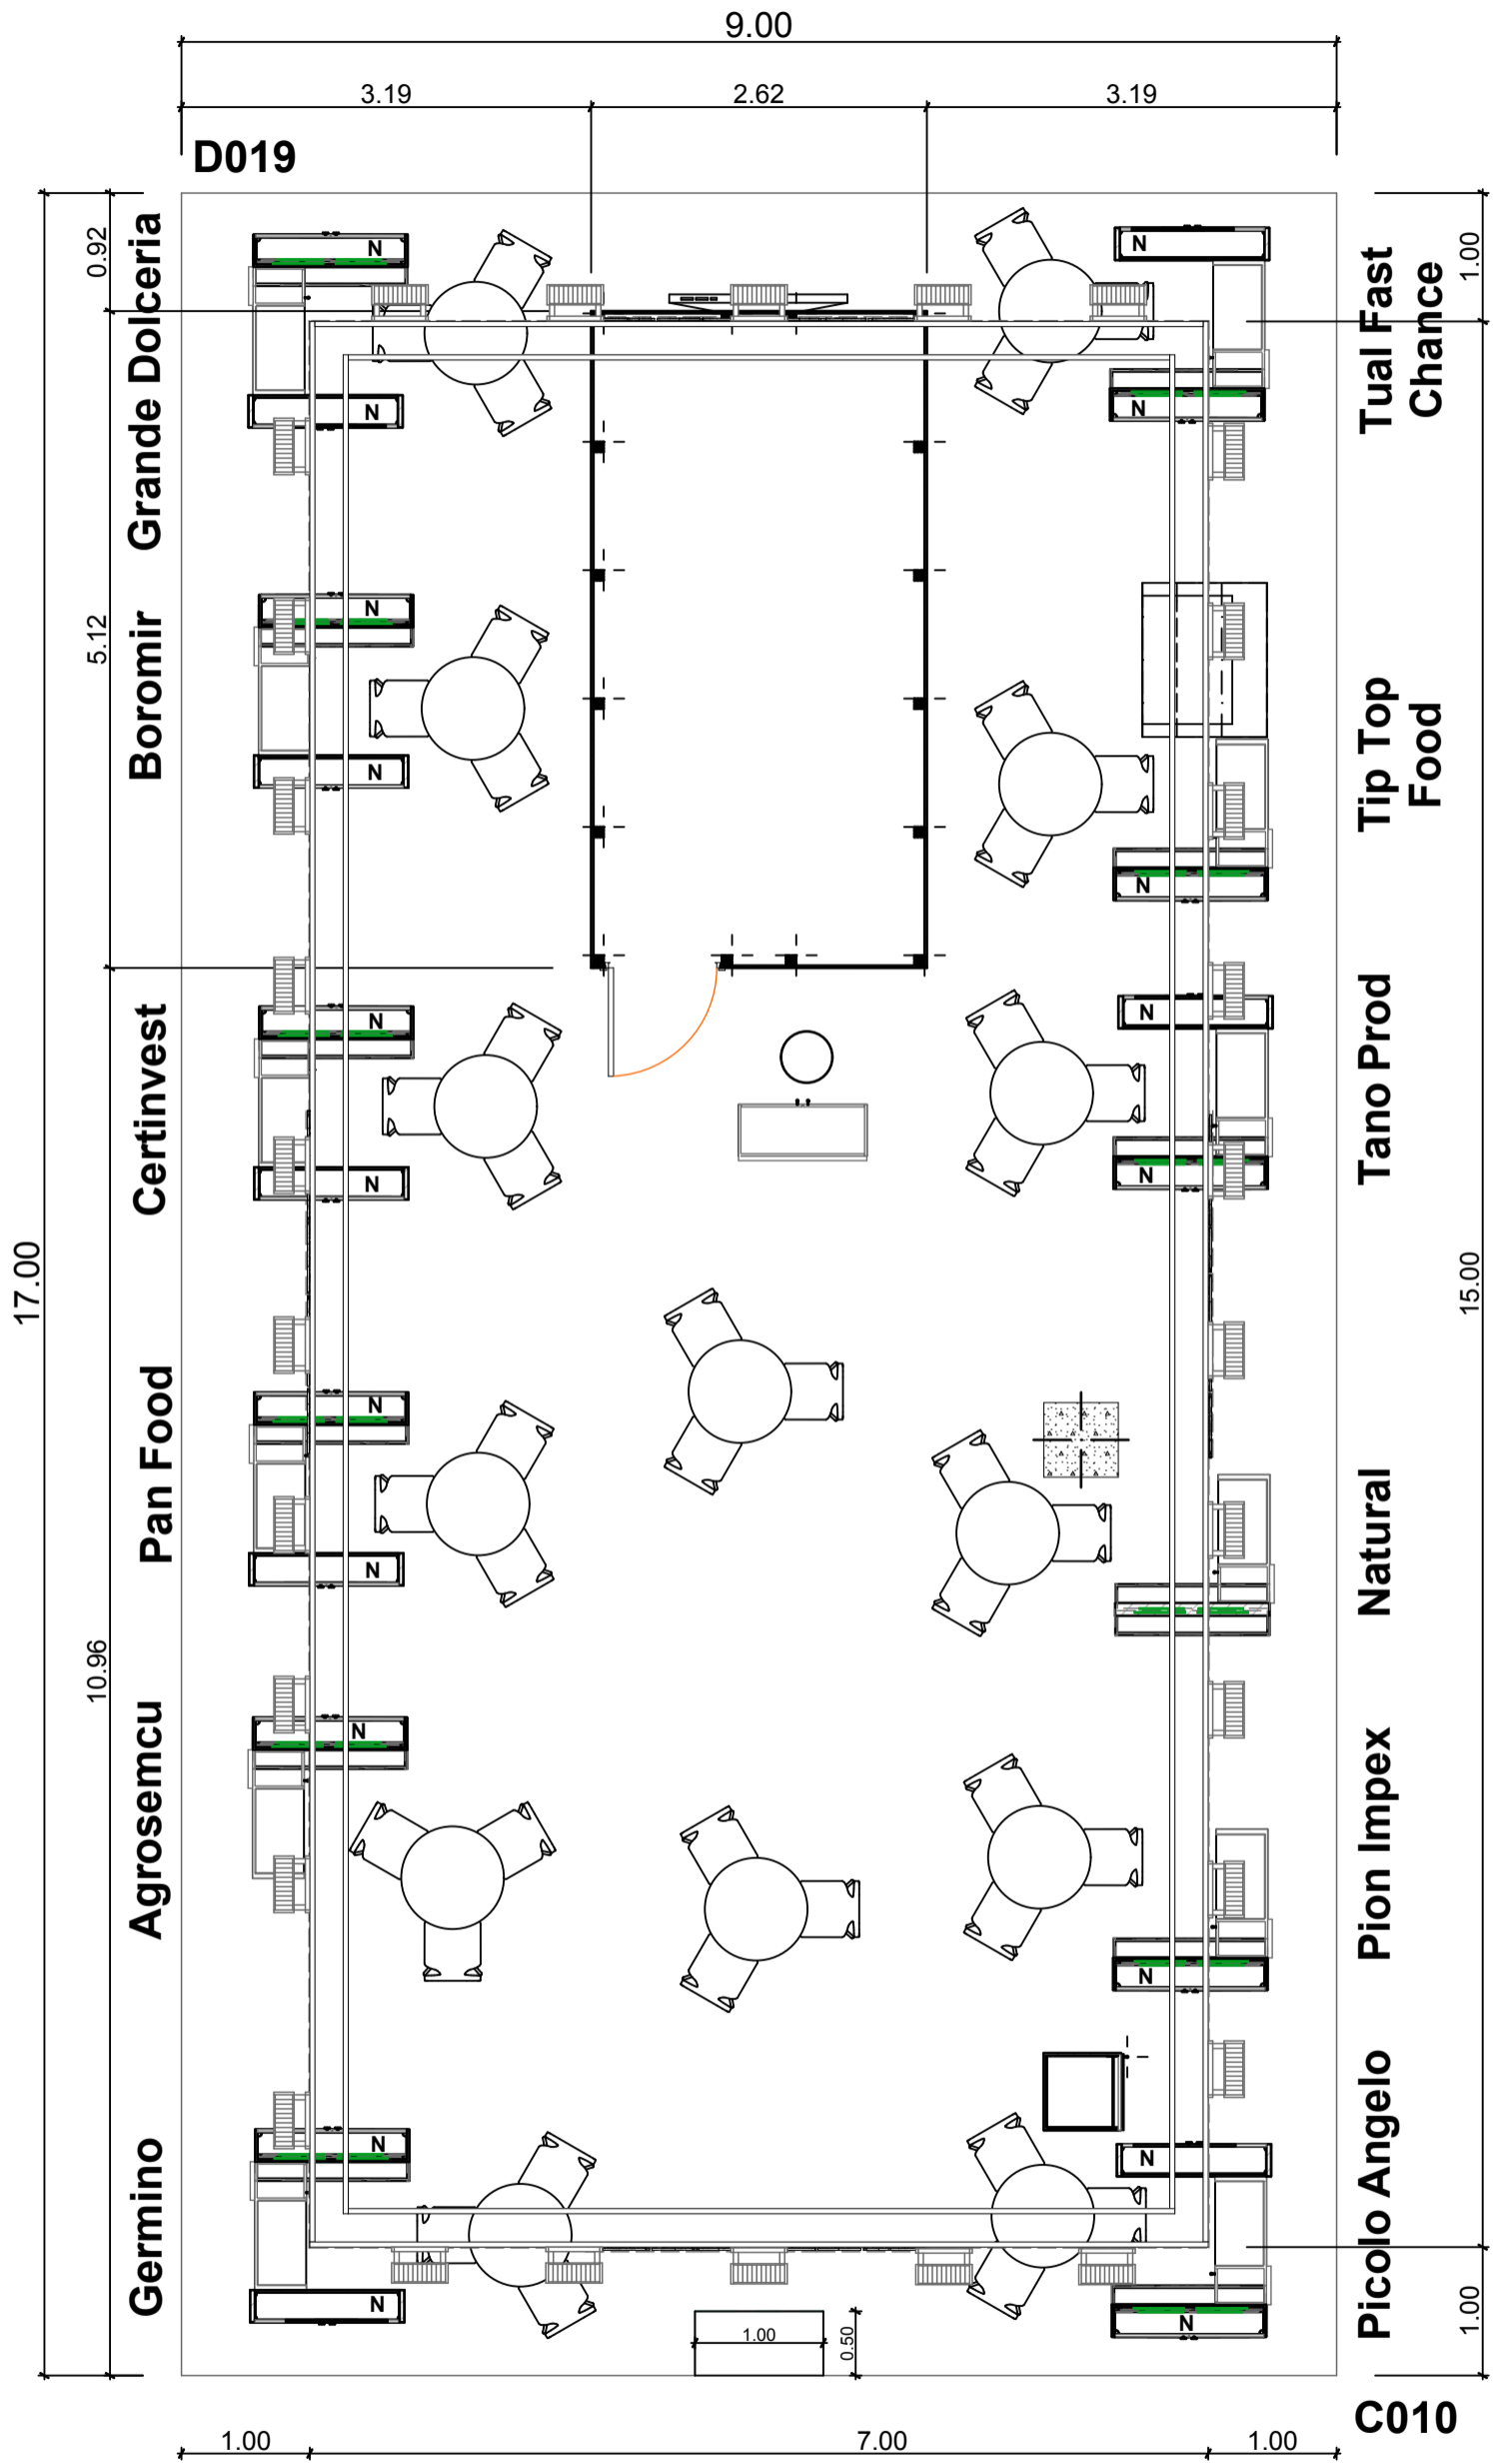 9.00
3.19
2.62
3.19
D019
0.92
1.00
Grande Dolceria
Tual Fast
Chance
N
N
N
N
5.12
Boromir
Tip Top
Food
N
N
N
Certinvest
Tano Prod
N
N
N
N
17.00
15.00
Pan Food
Natural
N
N
10.96
Agrosemcu
Pion Impex
N
N
Germino
Picolo Angelo
N
N
N
N
1.00
0.50
1.00
C010
1.00
7.00
1.00